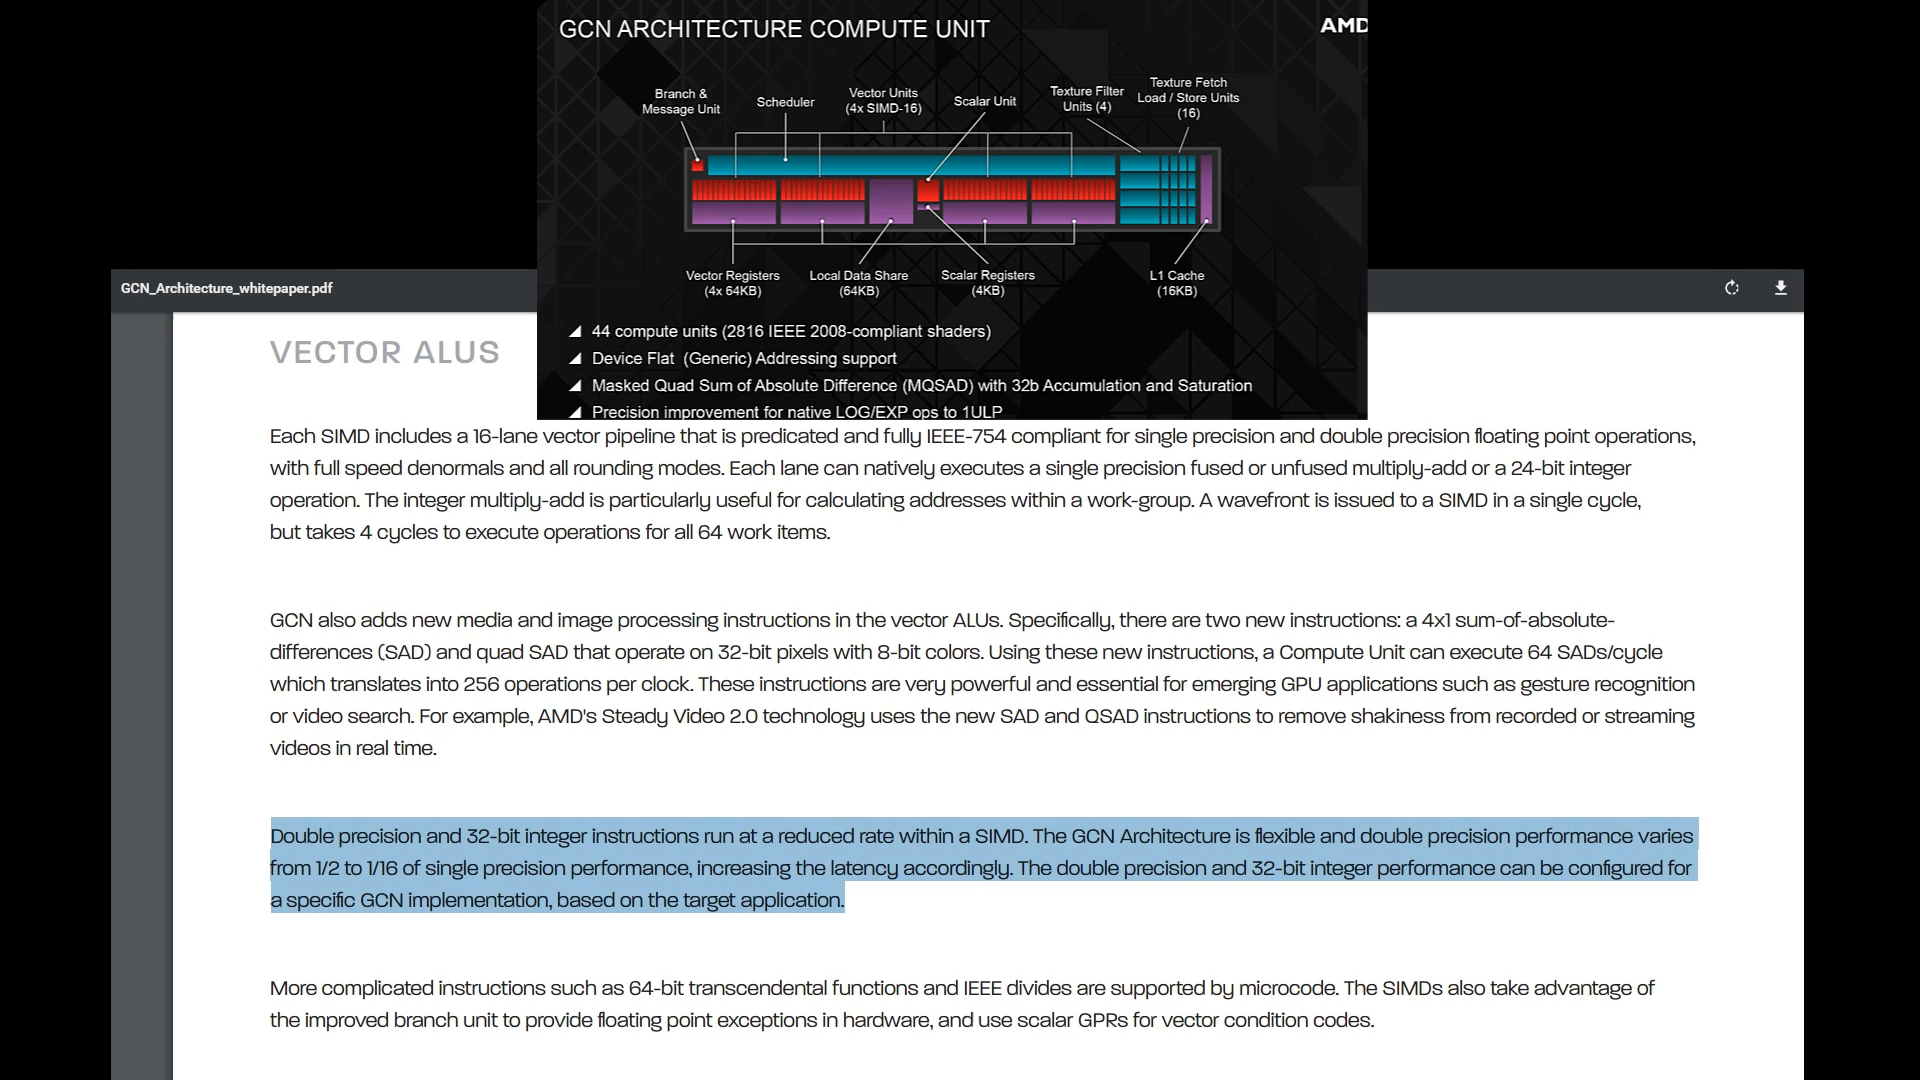 GCN ARCHITECTURE COMPUTE UNIT
AMD
Branch &
Message Unit
Scheduler
Vector Units
(4x SIMD-16)
Scalar Unit
Texture Filter
Units (4)
Texture Fetch
Load / Store Units
(16)
Vector Registers
(4x 64KB)
Local Data Share
(64KB)
Scalar Registers
(4KB)
L1 Cache
(16KB)
44 compute units (2816 IEEE 2008-compliant shaders)
Device Flat (Generic) Addressing support
Masked Quad Sum of Absolute Difference (MQSAD) with 32b Accumulation and Saturation
Precision improvement for native LOG/EXP ops to 1ULP
GCN_Architecture_whitepaper.pdf
VECTOR ALUS
Each SIMD includes a 16-lane vector pipeline that is predicated and fully IEEE-754 compliant for single precision and double precision floating point operations,
with full speed denormals and all rounding modes. Each lane can natively executes a single precision fused or unfused multiply-add or a 24-bit integer
operation. The integer multiply-add is particularly useful for calculating addresses within a work-group. A wavefront is issued to a SIMD in a single cycle,
but takes 4 cycles to execute operations for all 64 work items.
GCN also adds new media and image processing instructions in the vector ALUs. Specifically, there are two new instructions: a 4x1 sum-of-absolute-
differences (SAD) and quad SAD that operate on 32-bit pixels with 8-bit colors. Using these new instructions, a Compute Unit can execute 64 SADs/cycle
which translates into 256 operations per clock. These instructions are very powerful and essential for emerging GPU applications such as gesture recognition
or video search. For example, AMD's Steady Video 2.0 technology uses the new SAD and QSAD instructions to remove shakiness from recorded or streaming
videos in real time.
Double precision and 32-bit integer instructions run at a reduced rate within a SIMD. The GCN Architecture is flexible and double precision performance varies
from 1/2 to 1/16 of single precision performance, increasing the latency accordingly. The double precision and 32-bit integer performance can be configured for
a specific GCN implementation, based on the target application.
More complicated instructions such as 64-bit transcendental functions and IEEE divides are supported by microcode. The SIMDs also take advantage of
the improved branch unit to provide floating point exceptions in hardware, and use scalar GPRs for vector condition codes.